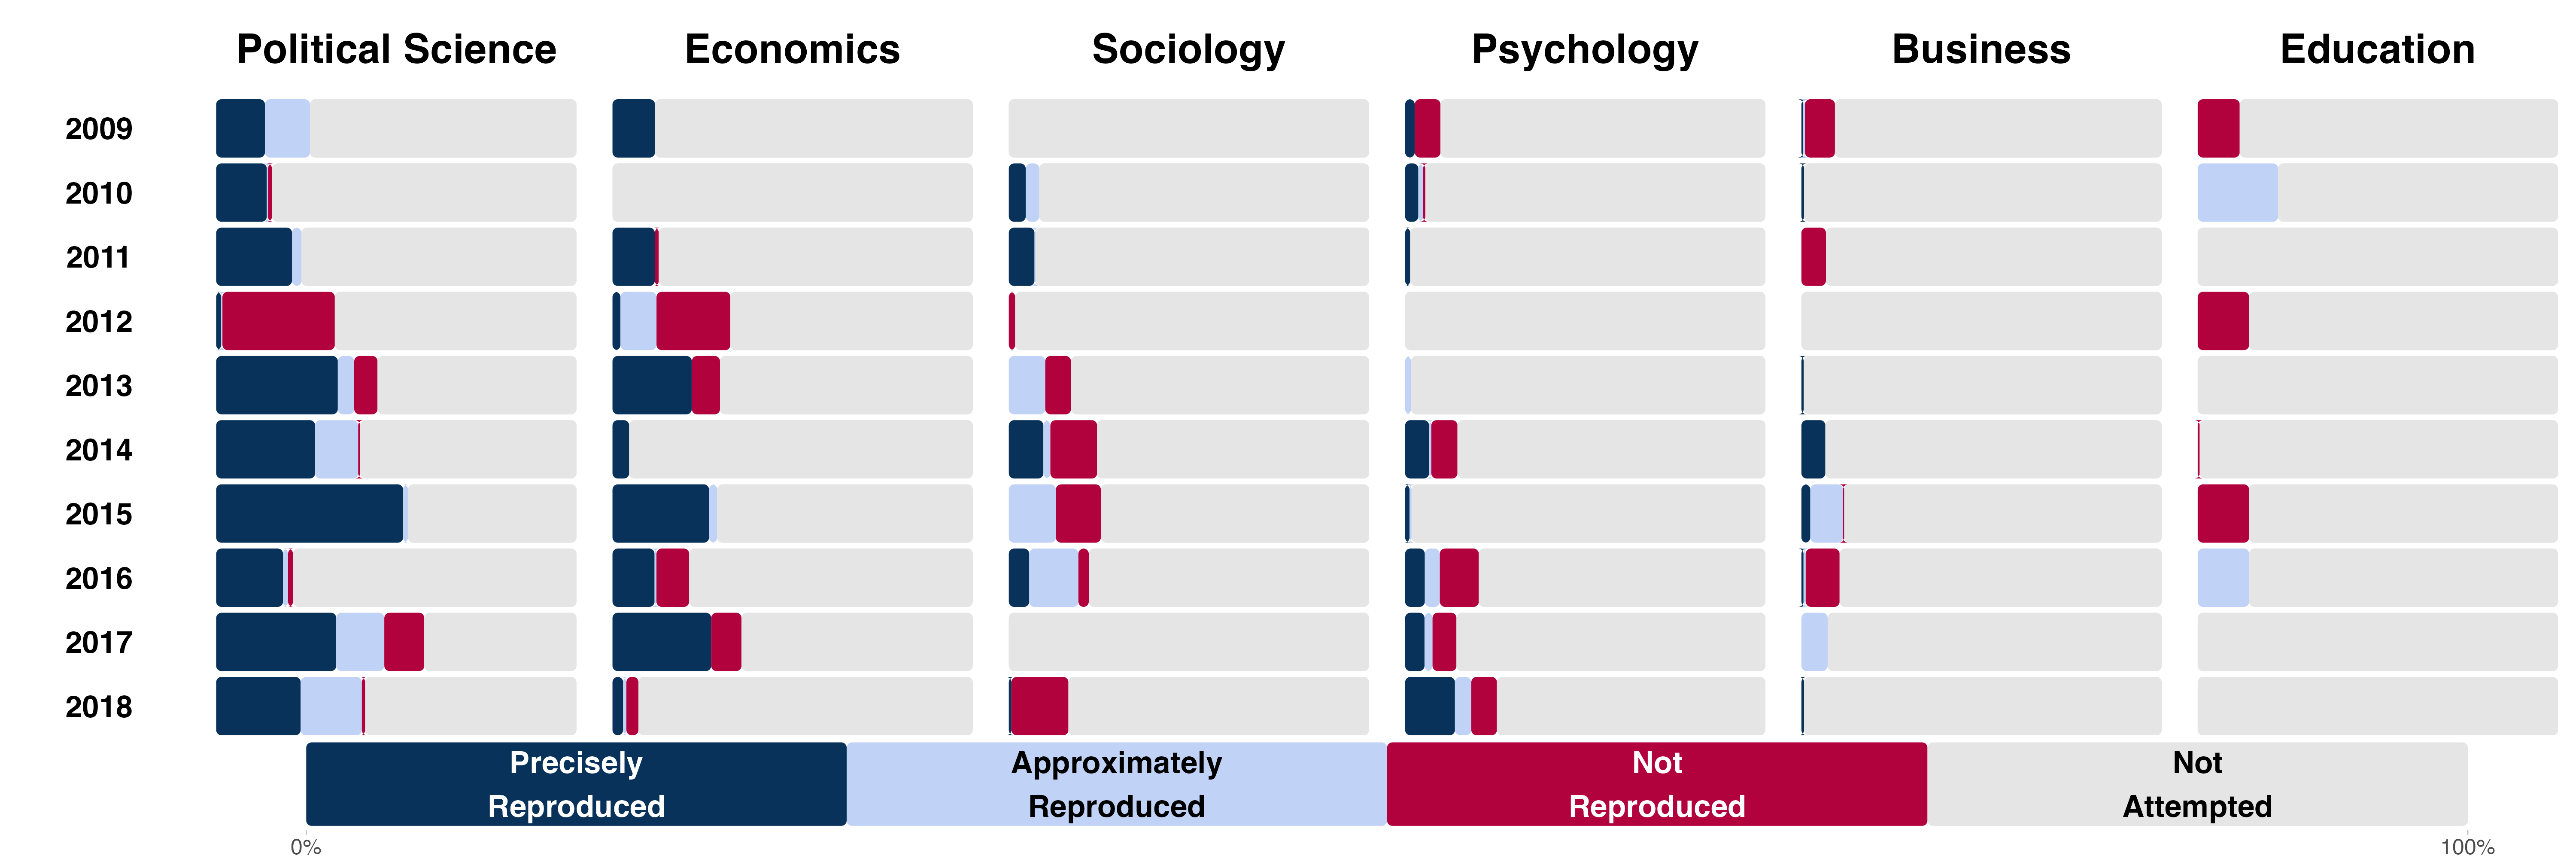 Political Science Economics Sociology Psychology Business Education
2009
2010
2011
2012
2013
2014
2015
2016
2017
2018
Precisely Reproduced
Approximately Reproduced
Not Reproduced
Not Attempted
0% 100%